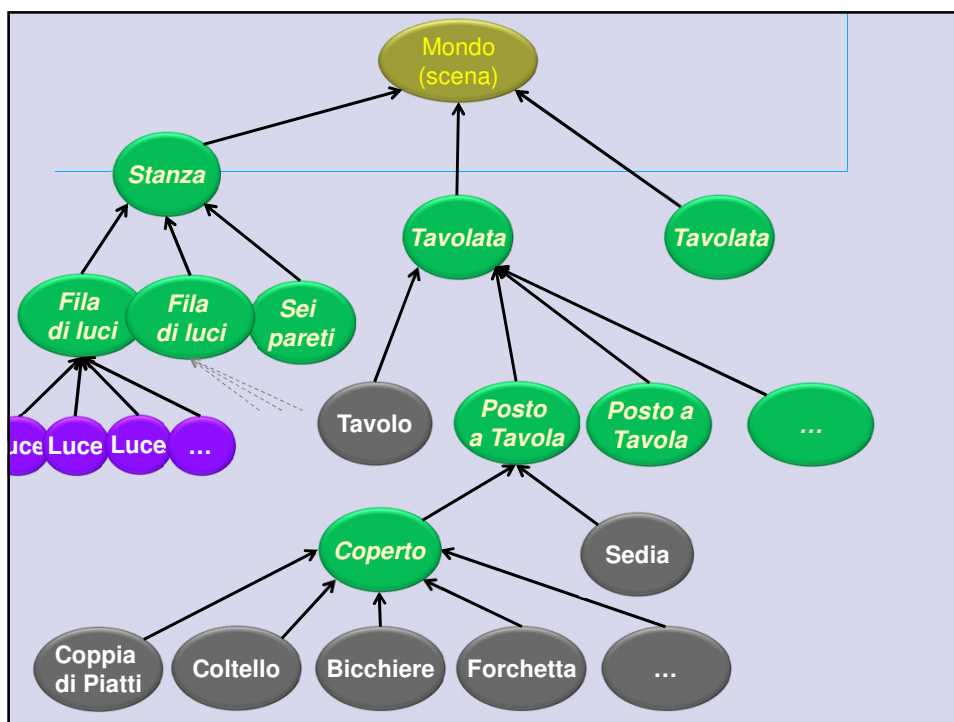 Mondo
(scena)
Stanza
Tavolata
Tavolata
Fila
di luci
Fila
di luci
Sei
pareti
Tavolo
Posto
a Tavola
Posto a
Tavola
...
uce
Luce
Luce
...
Coperto
Sedia
Coppia
di Piatti
Coltello
Bicchiere
Forchetta
...